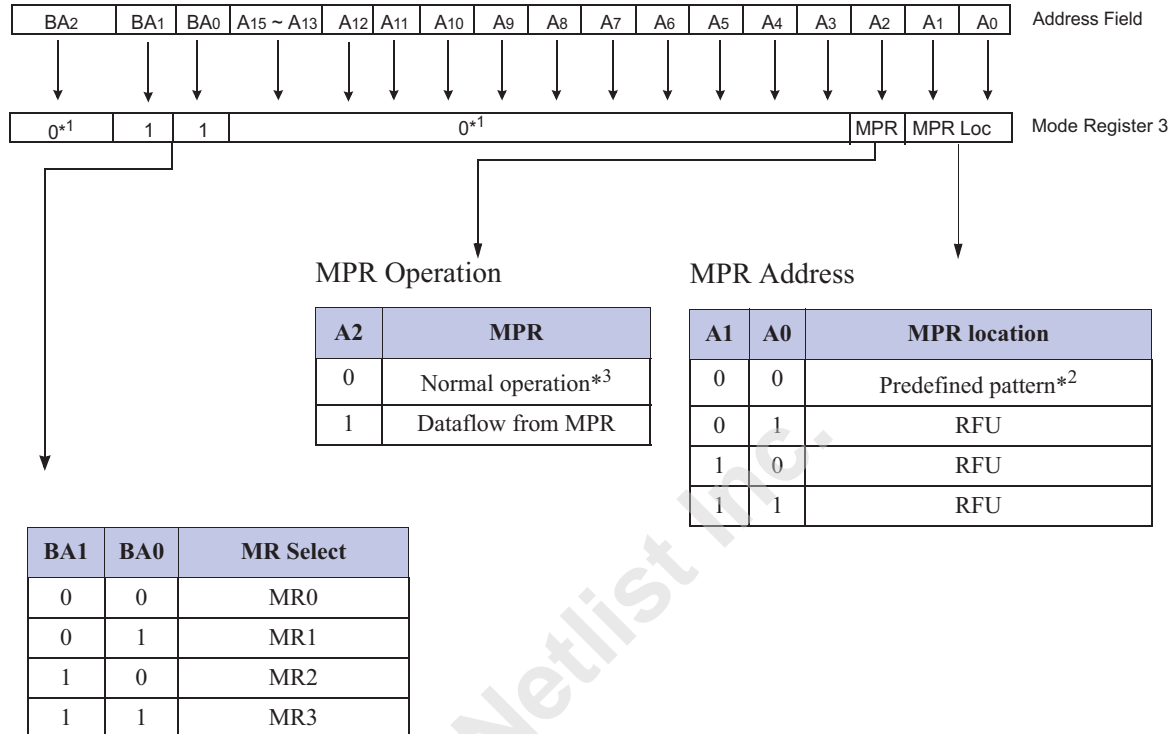 BA2 BA1 BA0 A15 ~ A13 A12 A11 A10 A9 A8 A7 A6 A5 A4 A3 A2 A1 A0 Address Field
0*1 1 1 0*1 MPR MPR Loc Mode Register 3
MPR Operation
A2 MPR
0 Normal operation*3
1 Dataflow from MPR
MPR Address
A1 A0 MPR location
0 0 Predefined pattern*2
0 1 RFU
1 0 RFU
1 1 RFU
BA1 BA0 MR Select
0 0 MR0
0 1 MR1
1 0 MR2
1 1 MR3
Netlist Inc.